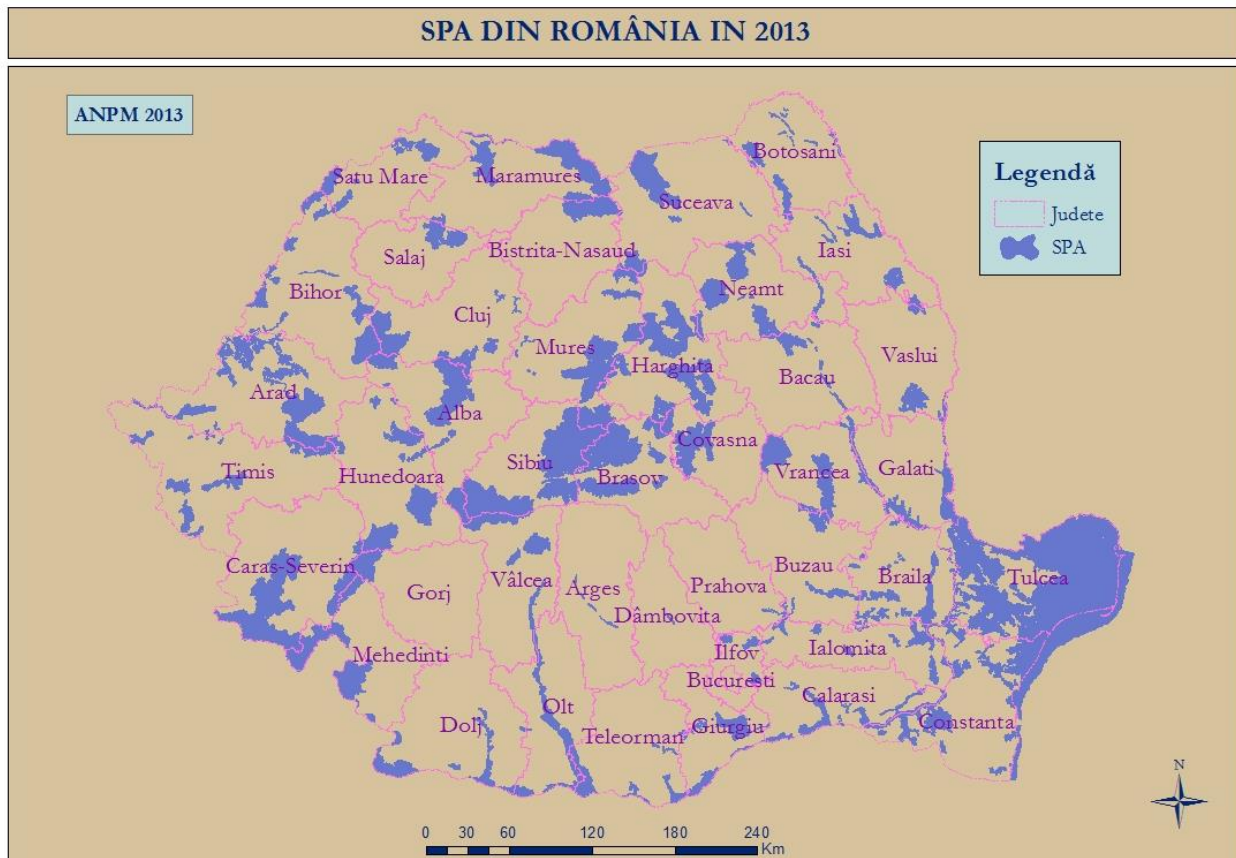 SPA DIN ROMÂNIA IN 2013
ANPM 2013
Legendă
Judete
SPA
Botosani
Satu Mare
Maramures
Suceava
Salaj
Bistrita-Nasaud
Iasi
Bihor
Neamt
Cluj
Mures
Harghita
Vaslui
Bacau
Arad
Alba
Covasna
Sibiu
Timis
Hunedoara
Brasov
Vrancea
Galati
Caras-Severin
Gorj
Vâlcea
Arges
Prahova
Buzau
Braila
Tulcea
Dâmbovita
Mehedinti
Ilfov
Ialomita
Bucuresti
Calarasi
Olt
Dolj
Teleorman
Giurgiu
Constanta
N
0 30 60 120 180 240
Km